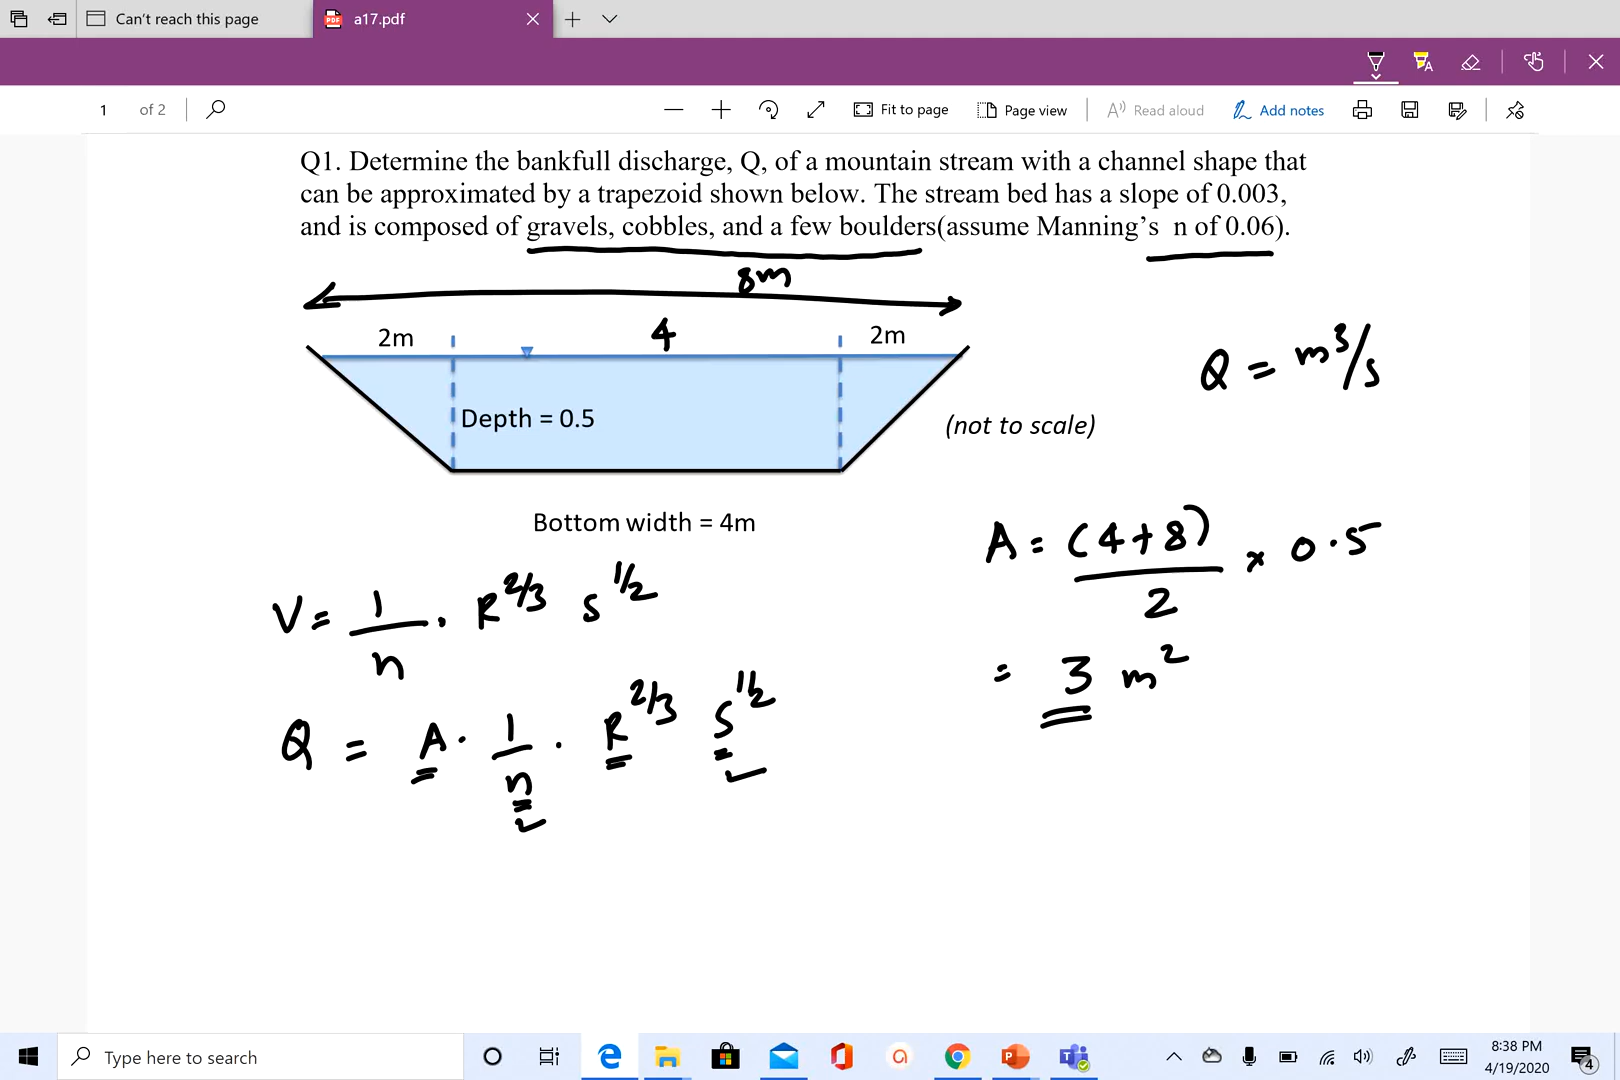 Can't reach this page
a17.pdf
1 of 2
Fit to page
Page view
Read aloud
Add notes
Q1. Determine the bankfull discharge, Q, of a mountain stream with a channel shape that
can be approximated by a trapezoid shown below. The stream bed has a slope of 0.003,
and is composed of gravels, cobbles, and a few boulders(assume Manning's n of 0.06).
8m
2m 4 2m
Q = m³/s
Depth = 0.5
(not to scale)
Bottom width = 4m
A = (4+8)/2 × 0.5
= 3 m²
V = 1/n · R^2/3 S^1/2
Q = A · 1/n · R^2/3 S^1/2
Type here to search
8:38 PM
4/19/2020
4